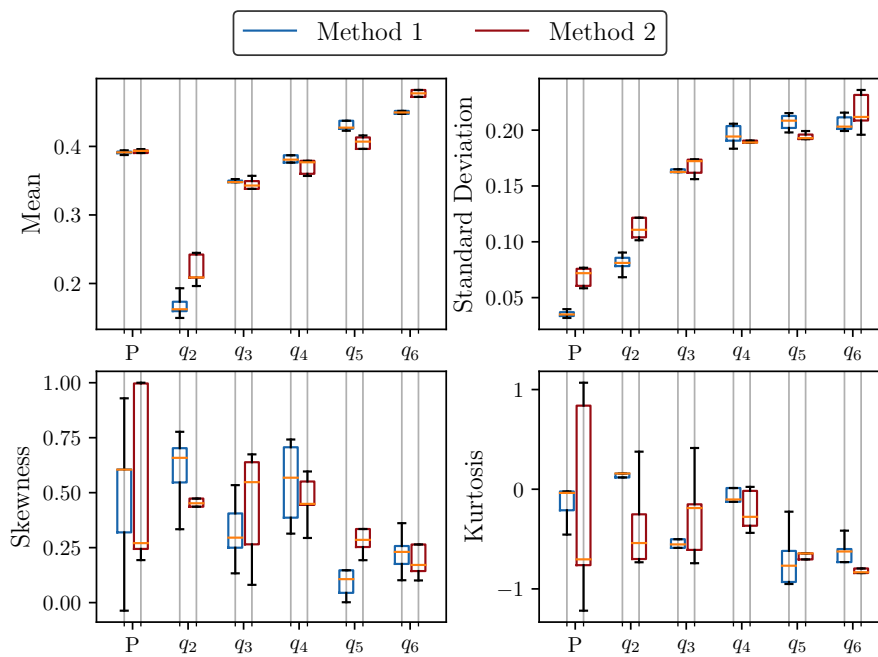 Method 1 Method 2
Mean
0.4
0.3
0.2
P q₂ q₃ q₄ q₅ q₆
Standard Deviation
0.20
0.15
0.10
0.05
P q₂ q₃ q₄ q₅ q₆
Skewness
1.00
0.75
0.50
0.25
0.00
P q₂ q₃ q₄ q₅ q₆
Kurtosis
1
0
−1
P q₂ q₃ q₄ q₅ q₆